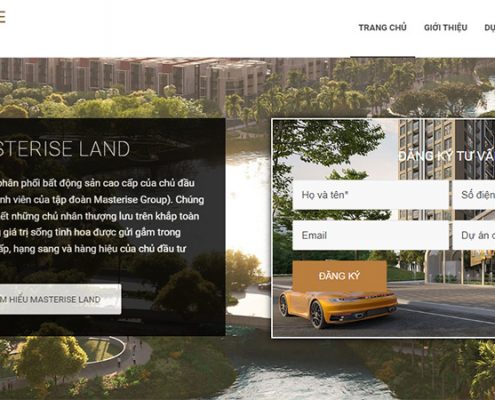 E
TRANG CHỦ GIỚI THIỆU DỰ
STERISE LAND
phân phối bất động sản cao cấp của chủ đầu
nh viên của tập đoàn Masterise Group). Chúng
ết những chủ nhân thượng lưu trên khắp toàn
g giá trị sống tinh hoa được gửi gắm trong
ấp, hạng sang và hàng hiệu của chủ đầu tư
M HIỂU MASTERISE LAND
ĐĂNG KÝ TƯ VẤ
Họ và tên* Số điện
Email Dự án đ
ĐĂNG KÝ